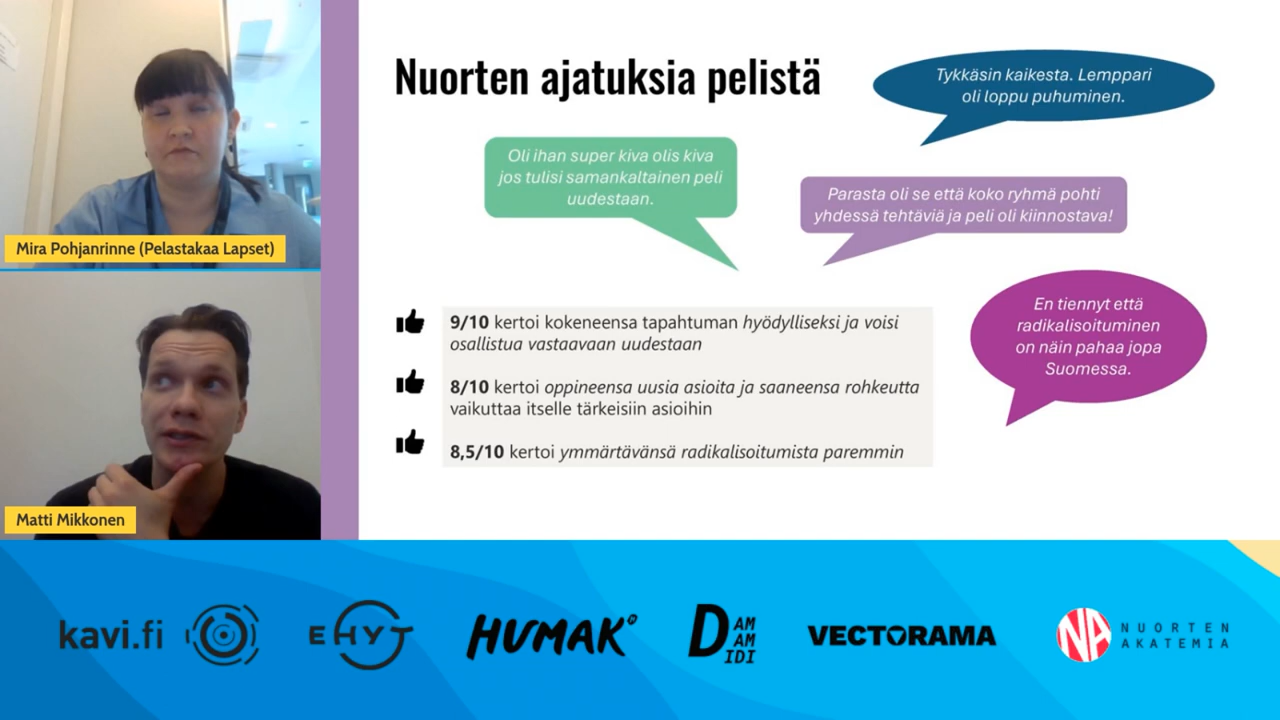 Nuorten ajatuksia pelistä
Tykkäsin kaikesta. Lemppari
oli loppu puhuminen.
Oli ihan super kiva olis kiva
jos tulisi samankaltainen peli
uudestaan.
Parasta oli se että koko ryhmä pohti
yhdessä tehtäviä ja peli oli kiinnostava!
En tiennyt että
radikalisoituminen
on näin pahaa jopa
Suomessa.
9/10 kertoi kokeneensa tapahtuman hyödylliseksi ja voisi
osallistua vastaavaan uudestaan
8/10 kertoi oppineensa uusia asioita ja saaneensa rohkeutta
vaikuttaa itselle tärkeisiin asioihin
8,5/10 kertoi ymmärtävänsä radikalisoitumista paremmin
Mira Pohjanrinne (Pelastakaa Lapset)
Matti Mikkonen
kavi.fi
EHYT
HUMAK
DAM
AM
IDI
VECTORAMA
NA NUORTEN
AKATEMIA